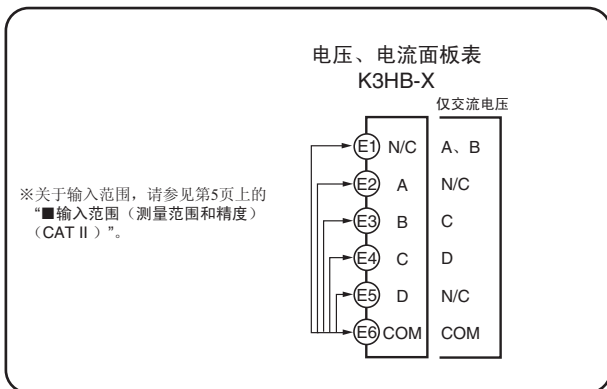 电压、电流面板表
K3HB-X
仅交流电压
E1 N/C A、B
E2 A N/C
E3 B C
E4 C D
E5 D N/C
E6 COM COM
※关于输入范围，请参见第5页上的
“■输入范围（测量范围和精度）
（CAT II ）”。